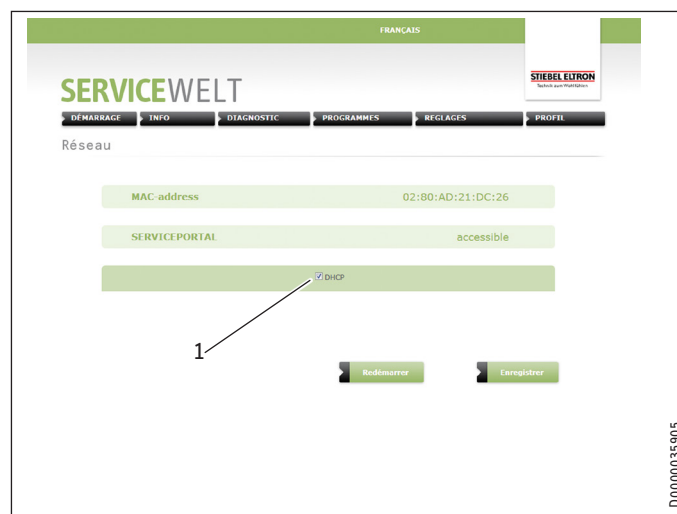 FRANÇAIS
STIEBEL ELTRON
Technik zum Wohlfühlen
SERVICEWELT
DÉMARRAGE INFO DIAGNOSTIC PROGRAMMES REGLAGES PROFIL
Réseau
MAC-address 02:80:AD:21:DC:26
SERVICEPORTAL accessible
DHCP
1
Redémarrer Enregistrer
D0000035905